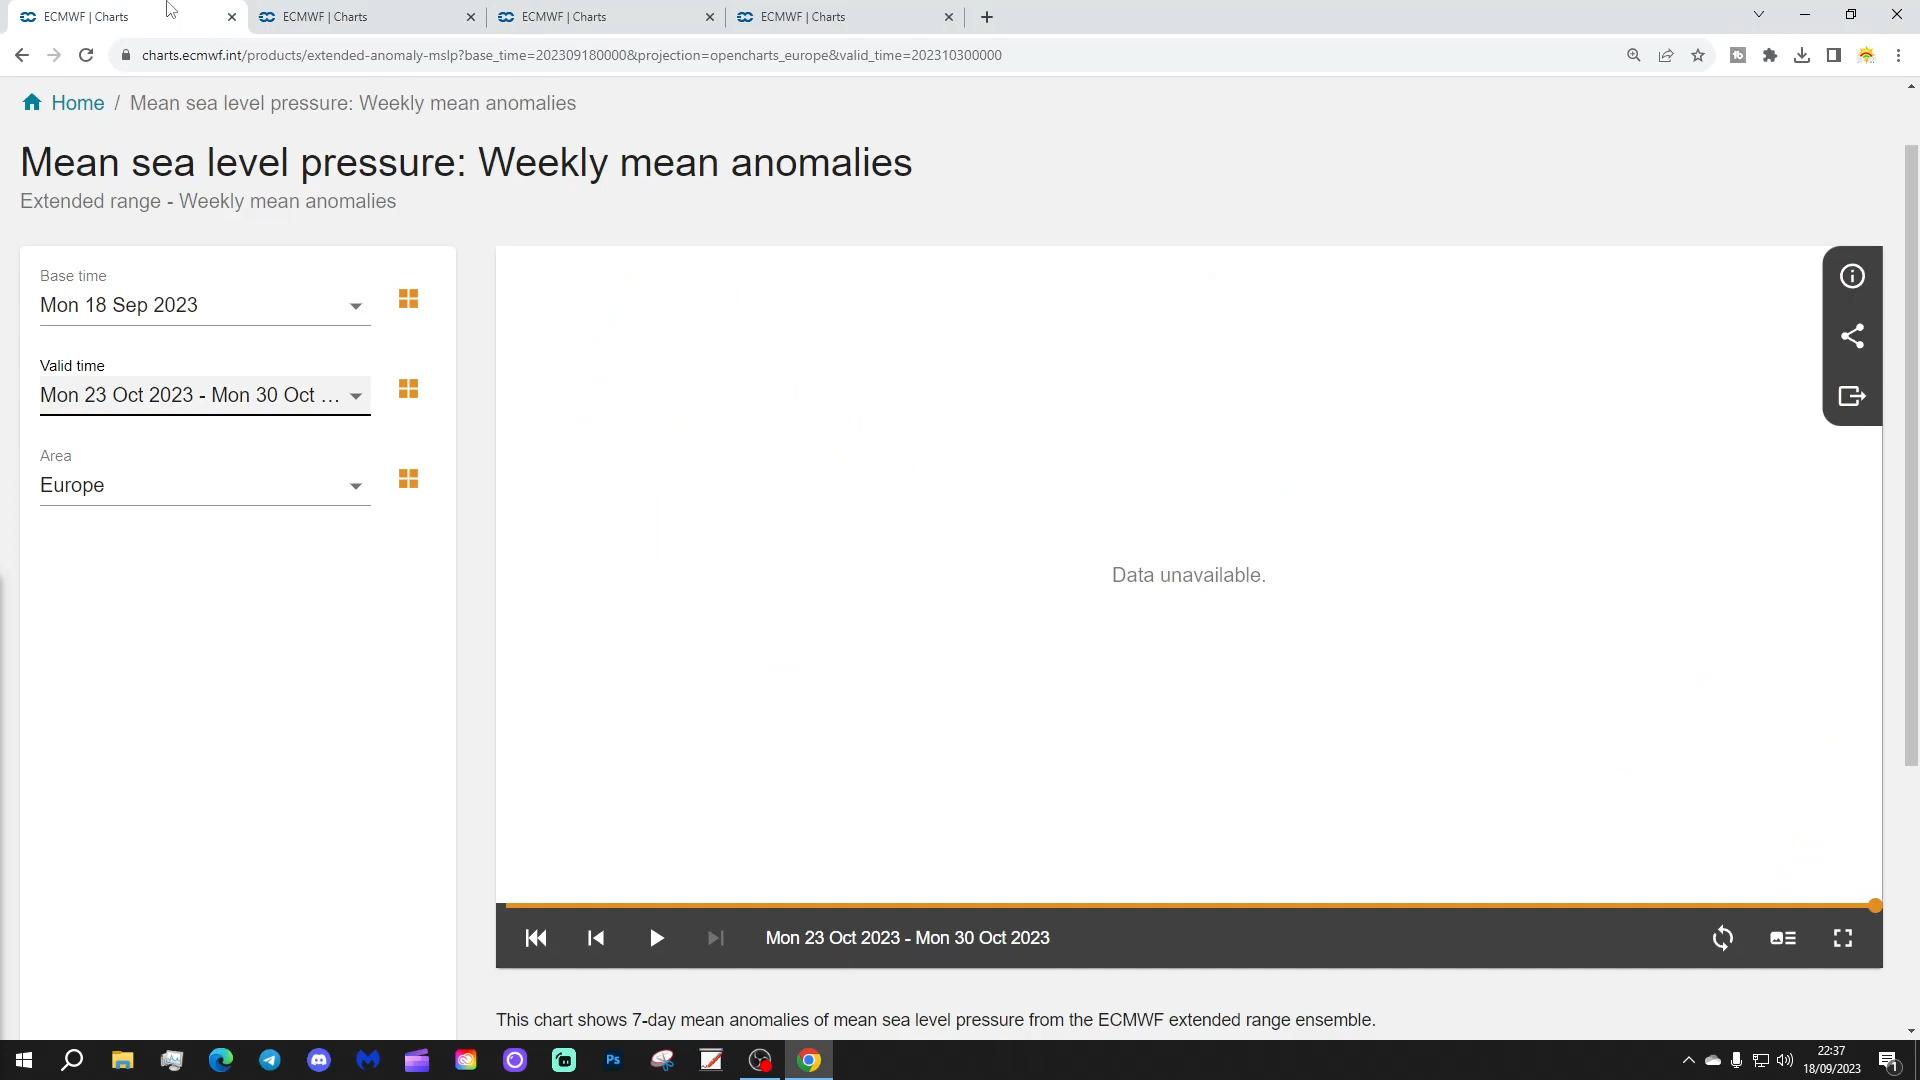 ECMWF | Charts
ECMWF | Charts
ECMWF | Charts
ECMWF | Charts
charts.ecmwf.int/products/extended-anomaly-mslp?base_time=202309180000&projection=opencharts_europe&valid_time=202310300000
Home / Mean sea level pressure: Weekly mean anomalies
Mean sea level pressure: Weekly mean anomalies
Extended range - Weekly mean anomalies
Base time
Mon 18 Sep 2023
Valid time
Mon 23 Oct 2023 - Mon 30 Oct ...
Area
Europe
Data unavailable.
Mon 23 Oct 2023 - Mon 30 Oct 2023
This chart shows 7-day mean anomalies of mean sea level pressure from the ECMWF extended range ensemble.
Ps
22:37
18/09/2023
1